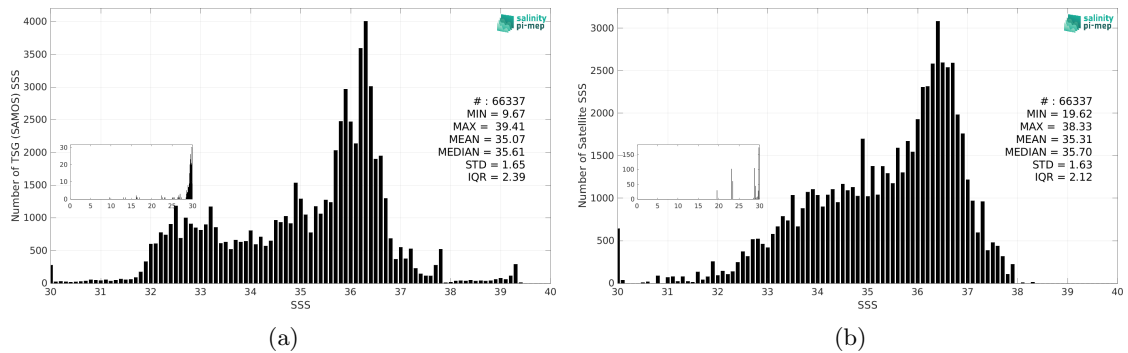 salinity
pi-mep
Number of TSG (SAMOS) SSS
4000
3500
3000
2500
2000
1500
1000
500
0
# : 66337
MIN = 9.67
MAX = 39.41
MEAN = 35.07
MEDIAN = 35.61
STD = 1.65
IQR = 2.39
30
20
10
0
0 5 10 15 20 25 30
30 31 32 33 34 35 36 37 38 39 40
SSS
(a)
salinity
pi-mep
Number of Satellite SSS
3000
2500
2000
1500
1000
500
0
# : 66337
MIN = 19.62
MAX = 38.33
MEAN = 35.31
MEDIAN = 35.70
STD = 1.63
IQR = 2.12
150
100
50
0
0 5 10 15 20 25 30
30 31 32 33 34 35 36 37 38 39 40
SSS
(b)